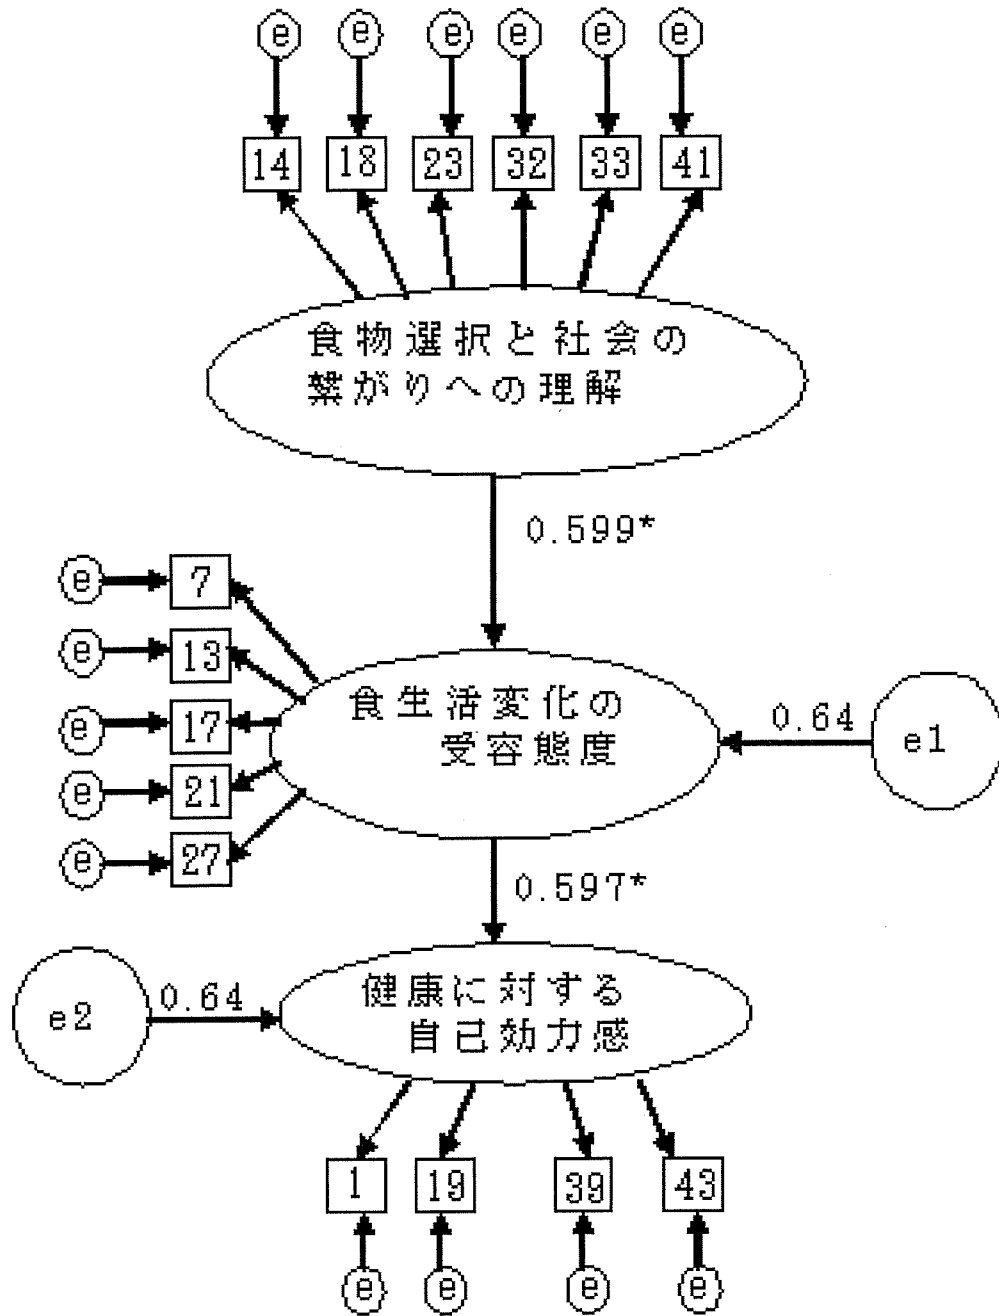 e e e e e e
14 18 23 32 33 41
食物選択と社会の
繋がりへの理解
0.599*
e 7
e 13
e 17
e 21
e 27
食生活変化の
受容態度
0.64
e1
0.597*
e2
0.64
健康に対する
自己効力感
1 19 39 43
e e e e